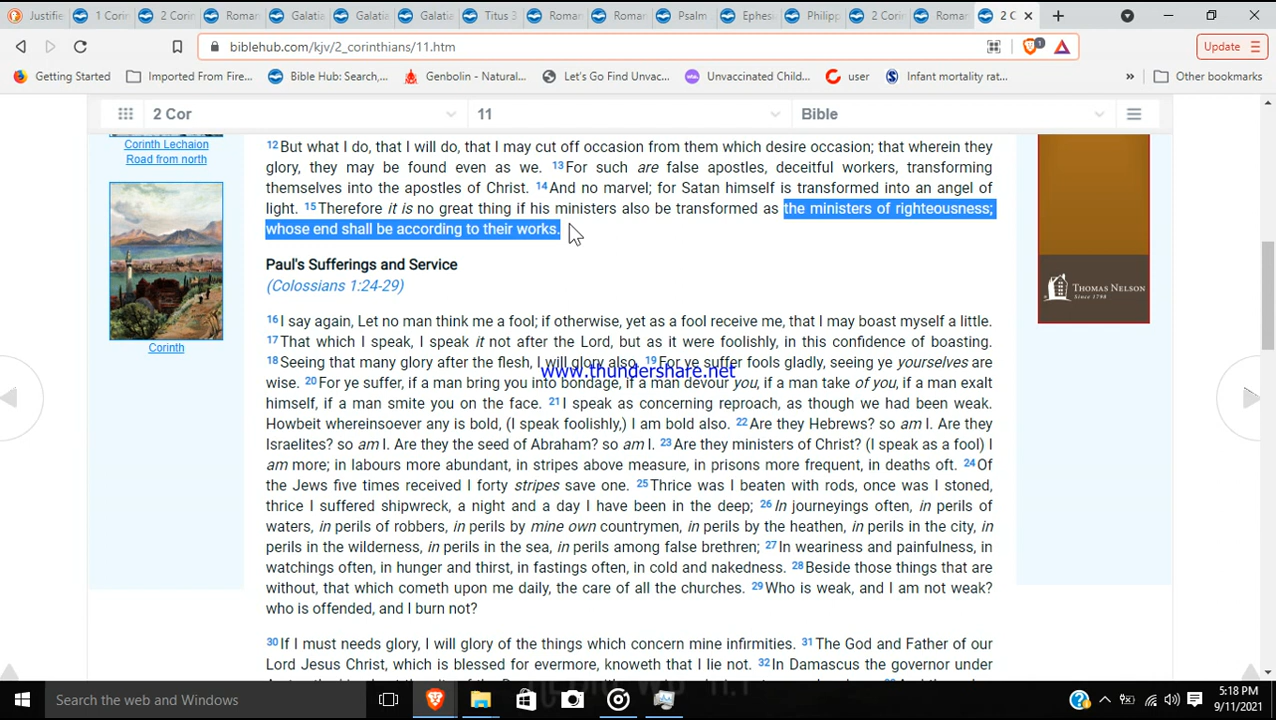 Justifie 1 Corin 2 Corin Roman Galatia Galatia Galatia Titus 3 Roman Roman Psalm Ephes Philipp 2 Corin Roman 2 C
biblehub.com/kjv/2_corinthians/11.htm 1 Update
Getting Started Imported From Fire... Bible Hub: Search,... Genbolin - Natural... Let's Go Find Unvac... Unvaccinated Child... user Infant mortality rat... » Other bookmarks
2 Cor 11 Bible
Corinth Lechaion
Road from north
Corinth
12 But what I do, that I will do, that I may cut off occasion from them which desire occasion; that wherein they
glory, they may be found even as we. 13 For such are false apostles, deceitful workers, transforming
themselves into the apostles of Christ. 14 And no marvel; for Satan himself is transformed into an angel of
light. 15 Therefore it is no great thing if his ministers also be transformed as the ministers of righteousness;
whose end shall be according to their works.
Paul's Sufferings and Service
(Colossians 1:24-29)
16 I say again, Let no man think me a fool; if otherwise, yet as a fool receive me, that I may boast myself a little.
17 That which I speak, I speak it not after the Lord, but as it were foolishly, in this confidence of boasting.
18 Seeing that many glory after the flesh, I will glory also. 19 For ye suffer fools gladly, seeing ye yourselves are
www.thundershare.net
wise. 20 For ye suffer, if a man bring you into bondage, if a man devour you, if a man take of you, if a man exalt
himself, if a man smite you on the face. 21 I speak as concerning reproach, as though we had been weak.
Howbeit whereinsoever any is bold, (I speak foolishly,) I am bold also. 22 Are they Hebrews? so am I. Are they
Israelites? so am I. Are they the seed of Abraham? so am I. 23 Are they ministers of Christ? (I speak as a fool) I
am more; in labours more abundant, in stripes above measure, in prisons more frequent, in deaths oft. 24 Of
the Jews five times received I forty stripes save one. 25 Thrice was I beaten with rods, once was I stoned,
thrice I suffered shipwreck, a night and a day I have been in the deep; 26 In journeyings often, in perils of
waters, in perils of robbers, in perils by mine own countrymen, in perils by the heathen, in perils in the city, in
perils in the wilderness, in perils in the sea, in perils among false brethren; 27 In weariness and painfulness, in
watchings often, in hunger and thirst, in fastings often, in cold and nakedness. 28 Beside those things that are
without, that which cometh upon me daily, the care of all the churches. 29 Who is weak, and I am not weak?
who is offended, and I burn not?
30 If I must needs glory, I will glory of the things which concern mine infirmities. 31 The God and Father of our
Lord Jesus Christ, which is blessed for evermore, knoweth that I lie not. 32 In Damascus the governor under
THOMAS NELSON
Since 1798
Search the web and Windows
5:18 PM
9/11/2021